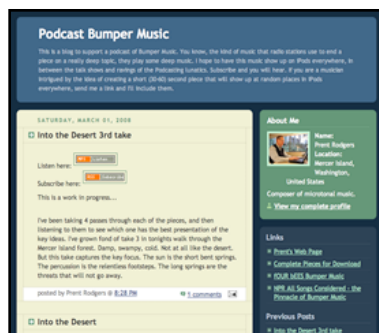 Podcast Bumper Music
This is a blog to support a podcast of Bumper Music. You know, the kind of music that radio stations use to end a
piece on a really deep topic, they play some deep music. I hope to have this music show up on iPods everywhere, in
between the talk shows and ravings of the Podcasting lunatics. Subscribe and you will hear. If you are a musician
intrigued by the idea of creating a short (30-60) second piece that will show up at random places in iPods
everywhere, send me a link and I'll include them.
SATURDAY, MARCH 01, 2008
Into the Desert 3rd take
Listen here:
Subscribe here:
This is a work in progress...
I've been taking 4 passes through each of the pieces, and then
listening to them to see which one has the best presentation of the
key ideas. I've grown fond of take 3 in tonights walk through the
Mercer Island forest. Damp, swampy, cold. Not at all like the desert.
But this take captures the key focus. The sun is the short bent springs.
The percussion is the relentless footsteps. The long springs are the
threats that will not go away.
posted by Prent Rodgers @ 8:28 PM
1 comments
Into the Desert
About Me
Name:
Prent Rodgers
Location:
Mercer Island,
Washington,
United States
Composer of microtonal music.
View my complete profile
Links
Prent's Web Page
Complete Pieces for Download
FOUR bEES Bumper Music
NPR All Songs Considered - the
Pinnacle of Bumper Music
Previous Posts
Into the Desert 3rd take